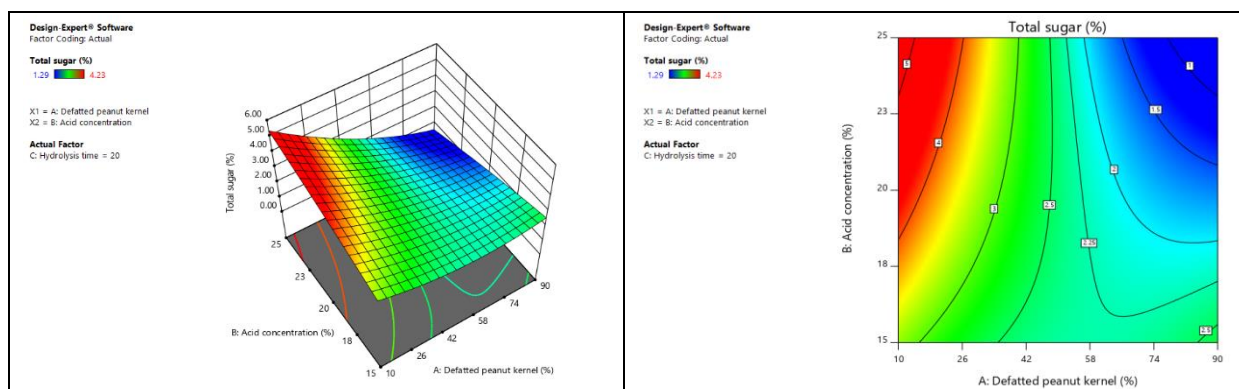 Design-Expert® Software
Factor Coding: Actual
Total sugar (%)
1.29 4.23
X1 = A: Defatted peanut kernel
X2 = B: Acid concentration
Actual Factor
C: Hydrolysis time = 20
6.00
5.00
4.00
3.00
2.00
1.00
0.00
Total sugar (%)
25
23
20
18
15
B: Acid concentration (%)
10
26
42
58
74
90
A: Defatted peanut kernel (%)
Design-Expert® Software
Factor Coding: Actual
Total sugar (%)
1.29 4.23
X1 = A: Defatted peanut kernel
X2 = B: Acid concentration
Actual Factor
C: Hydrolysis time = 20
Total sugar (%)
25
23
20
18
15
B: Acid concentration (%)
5
4
3
2.5
2.25
2
1.5
1
2.5
10 26 42 58 74 90
A: Defatted peanut kernel (%)